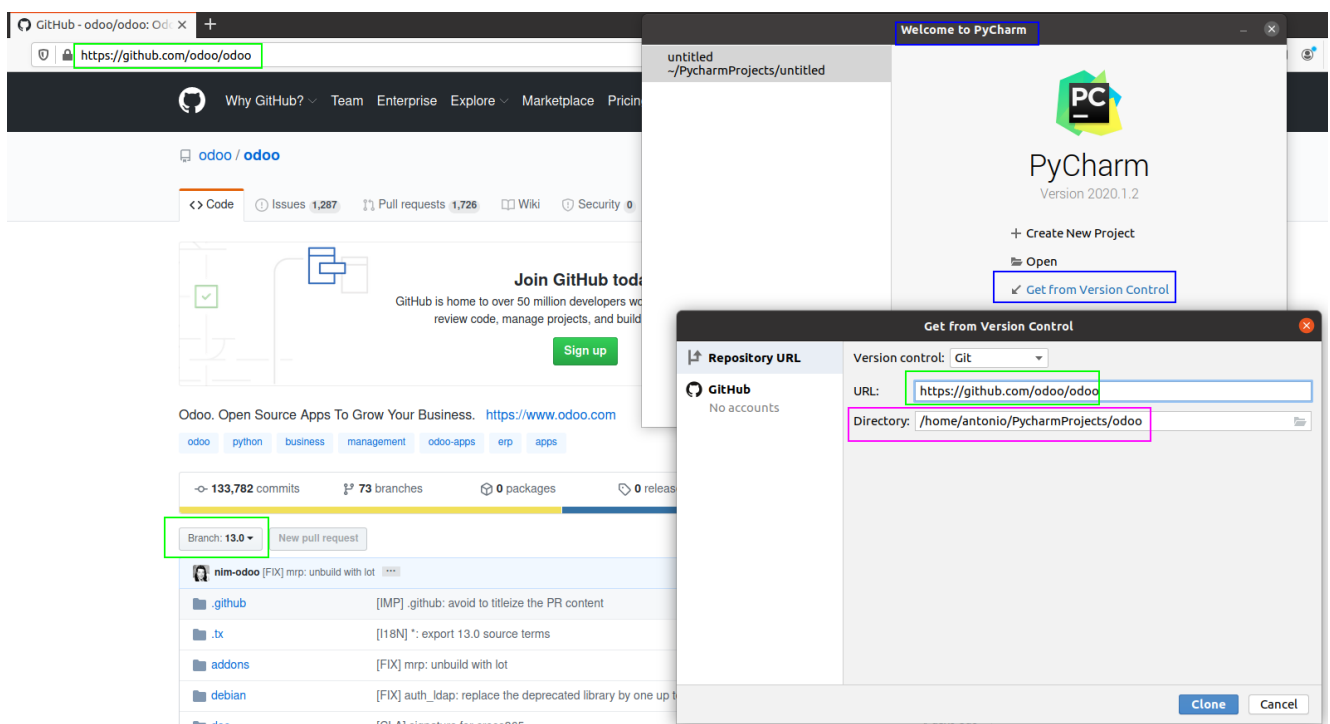 GitHub - odoo/odoo: Od
https://github.com/odoo/odoo
Why GitHub? Team Enterprise Explore Marketplace Pricin
odoo / odoo
Code Issues 1,287 Pull requests 1,726 Wiki Security 0
Join GitHub toda
GitHub is home to over 50 million developers wo
review code, manage projects, and build
Sign up
Odoo. Open Source Apps To Grow Your Business. https://www.odoo.com
odoo python business management odoo-apps erp apps
133,782 commits 73 branches 0 packages 0 releas
Branch: 13.0 New pull request
nim-odoo [FIX] mrp: unbuild with lot
.github [IMP] .github: avoid to titleize the PR content
.tx [I18N] *: export 13.0 source terms
addons [FIX] mrp: unbuild with lot
debian [FIX] auth_ldap: replace the deprecated library by one up t
Welcome to PyCharm
untitled
~/PycharmProjects/untitled
PC
PyCharm
Version 2020.1.2
Create New Project
Open
Get from Version Control
Get from Version Control
Repository URL
GitHub
No accounts
Version control: Git
URL: https://github.com/odoo/odoo
Directory: /home/antonio/PycharmProjects/odoo
Clone Cancel